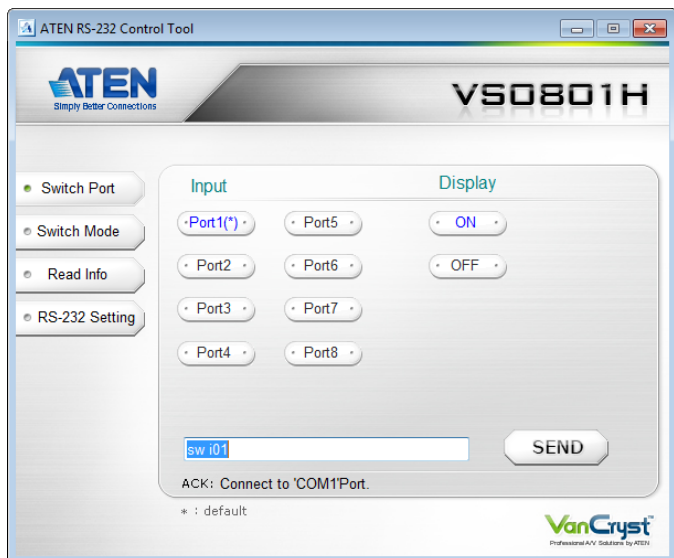 ATEN RS-232 Control Tool
ATEN
Simply Better Connections
VS0801H
Switch Port
Switch Mode
Read Info
RS-232 Setting
Input
Display
Port1(*)
Port5
ON
Port2
Port6
OFF
Port3
Port7
Port4
Port8
sw i01
SEND
ACK: Connect to 'COM1'Port.
* : default
VanCryst™
Professional A/V Solutions by ATEN